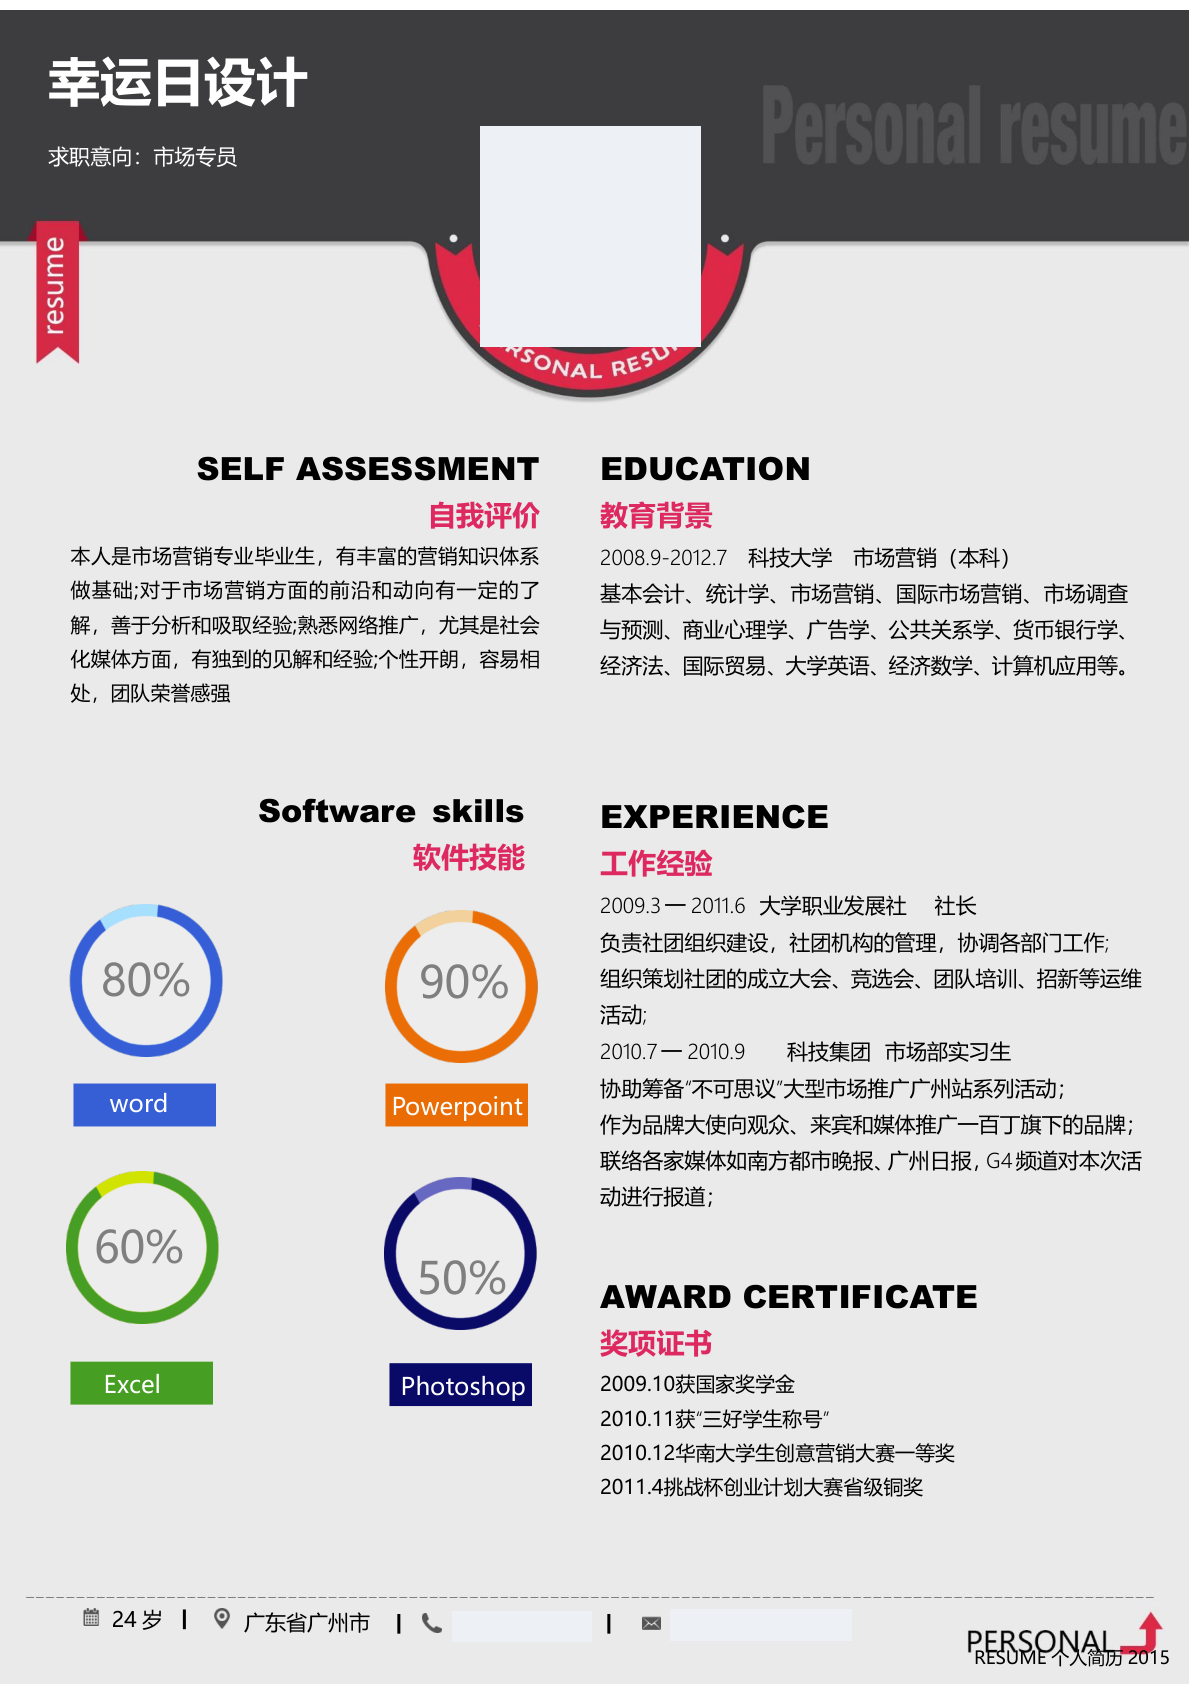 幸运日设计
求职意向：市场专员
Personal resume
resume
RSONAL RESU
SELF ASSESSMENT
自我评价
本人是市场营销专业毕业生，有丰富的营销知识体系
做基础;对于市场营销方面的前沿和动向有一定的了
解，善于分析和吸取经验;熟悉网络推广，尤其是社会
化媒体方面，有独到的见解和经验;个性开朗，容易相
处，团队荣誉感强
EDUCATION
教育背景
2008.9-2012.7 科技大学 市场营销（本科）
基本会计、统计学、市场营销、国际市场营销、市场调查
与预测、商业心理学、广告学、公共关系学、货币银行学、
经济法、国际贸易、大学英语、经济数学、计算机应用等。
Software skills
软件技能
80%
90%
word
Powerpoint
60%
50%
Excel
Photoshop
EXPERIENCE
工作经验
2009.3 — 2011.6 大学职业发展社 社长
负责社团组织建设，社团机构的管理，协调各部门工作;
组织策划社团的成立大会、竞选会、团队培训、招新等运维
活动;
2010.7 — 2010.9 科技集团 市场部实习生
协助筹备“不可思议”大型市场推广广州站系列活动；
作为品牌大使向观众、来宾和媒体推广一百丁旗下的品牌；
联络各家媒体如南方都市晚报、广州日报，G4 频道对本次活
动进行报道；
AWARD CERTIFICATE
奖项证书
2009.10获国家奖学金
2010.11获“三好学生称号”
2010.12华南大学生创意营销大赛一等奖
2011.4挑战杯创业计划大赛省级铜奖
24 岁 | 广东省广州市 | |
PERSONAL
RESUME 个人简历 2015